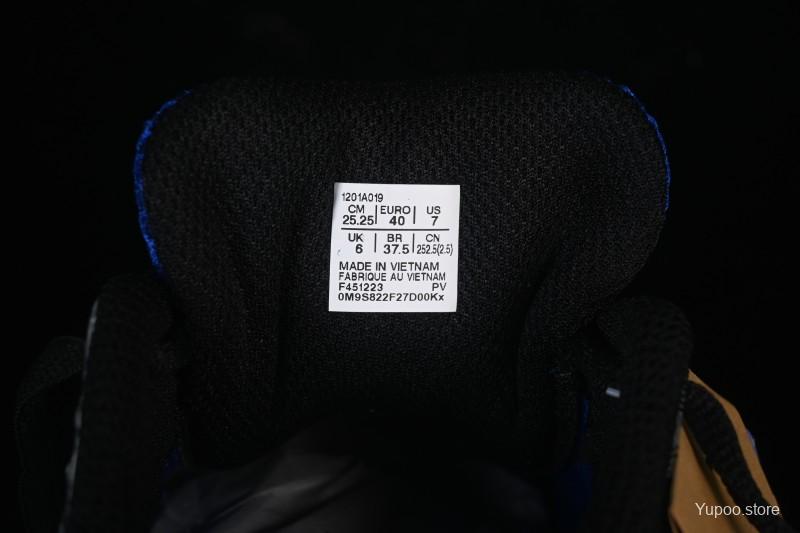 1201A019
CM EURO US
25.25 40 7
UK BR CN
6 37.5 252.5(2.5)
MADE IN VIETNAM
FABRIQUE AU VIETNAM
F451223 PV
0M9S822F27D00Kx
Yupoo.store